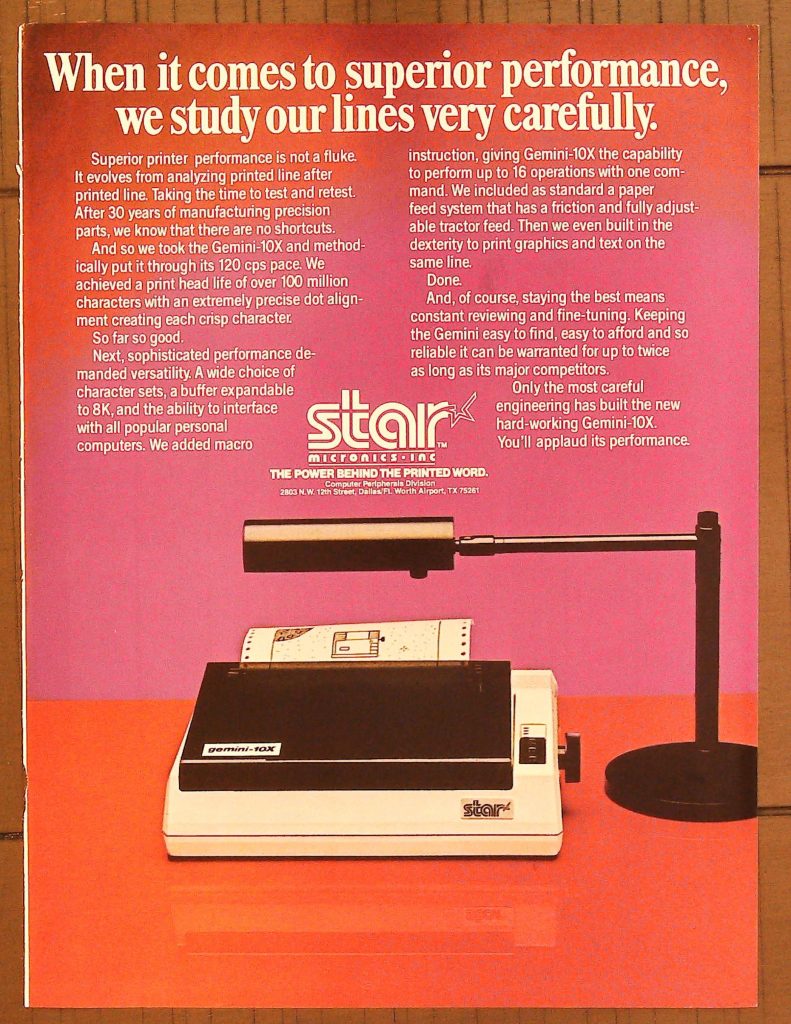 When it comes to superior performance,
we study our lines very carefully.
Superior printer performance is not a fluke.
It evolves from analyzing printed line after
printed line. Taking the time to test and retest.
After 30 years of manufacturing precision
parts, we know that there are no shortcuts.
And so we took the Gemini-10X and method-
ically put it through its 120 cps pace. We
achieved a print head life of over 100 million
characters with an extremely precise dot align-
ment creating each crisp character.
So far so good.
Next, sophisticated performance de-
manded versatility. A wide choice of
character sets, a buffer expandable
to 8K, and the ability to interface
with all popular personal
computers. We added macro
instruction, giving Gemini-10X the capability
to perform up to 16 operations with one com-
mand. We included as standard a paper
feed system that has a friction and fully adjust-
able tractor feed. Then we even built in the
dexterity to print graphics and text on the
same line.
Done.
And, of course, staying the best means
constant reviewing and fine-tuning. Keeping
the Gemini easy to find, easy to afford and so
reliable it can be warranted for up to twice
as long as its major competitors.
Only the most careful
engineering has built the new
hard-working Gemini-10X.
You'll applaud its performance.
star TM
micronics·inc
THE POWER BEHIND THE PRINTED WORD.
Computer Peripherals Division
2803 N.W. 12th Street, Dallas/Ft. Worth Airport, TX 75261
gemini-10X
star